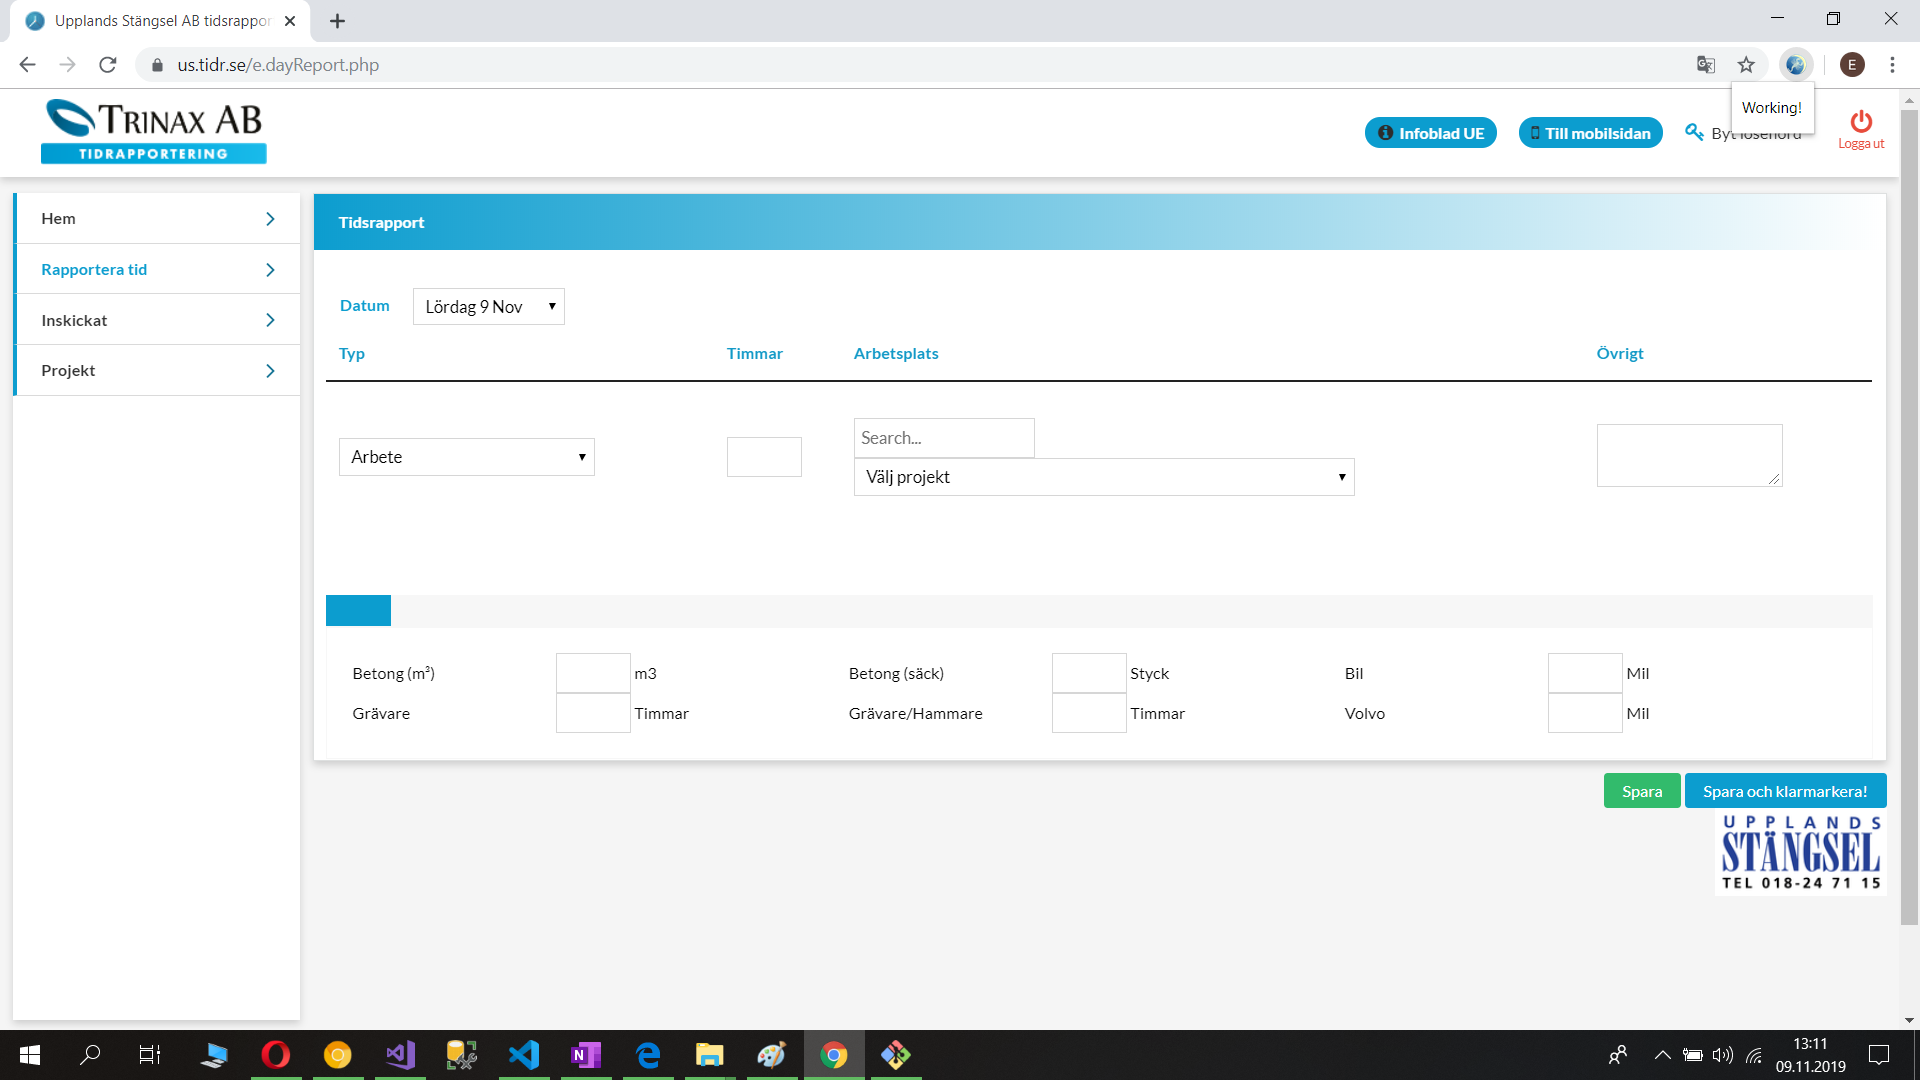 Upplands Stängsel AB tidsrappor
us.tidr.se/e.dayReport.php
E
Working!
TRINAX AB
TIDRAPPORTERING
Infoblad UE
Till mobilsidan
Byt lösenord
Logga ut
Hem
Rapportera tid
Inskickat
Projekt
Tidsrapport
Datum
Lördag 9 Nov
Typ
Timmar
Arbetsplats
Övrigt
Arbete
Search...
Välj projekt
Betong (m³)
m3
Betong (säck)
Styck
Bil
Mil
Grävare
Timmar
Grävare/Hammare
Timmar
Volvo
Mil
Spara
Spara och klarmarkera!
UPPLANDS
STÄNGSEL
TEL 018-24 71 15
N
13:11
09.11.2019